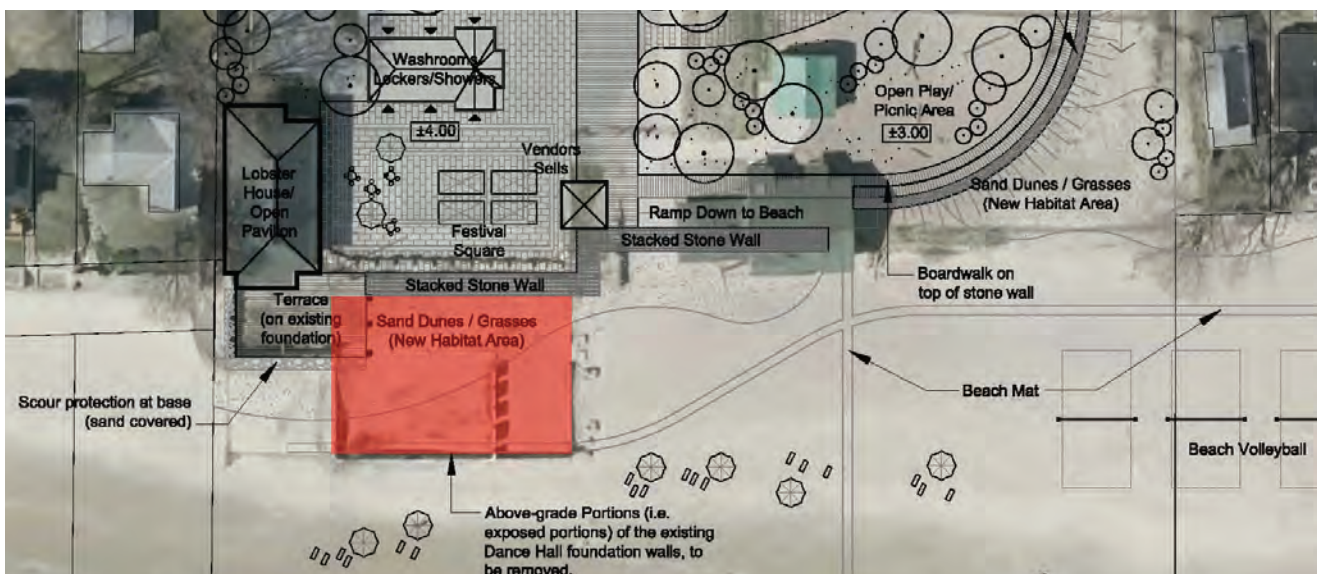 Washrooms
Lockers/Showers
±4.00
Open Play/
Picnic Area
±3.00
Vendors
Sells
Lobster
House/
Open
Pavilion
Sand Dunes / Grasses
(New Habitat Area)
Ramp Down to Beach
Festival
Square
Stacked Stone Wall
Stacked Stone Wall
Boardwalk on
top of stone wall
Terrace
(on existing
foundation)
Sand Dunes / Grasses
(New Habitat Area)
Scour protection at base
(sand covered)
Beach Mat
Beach Volleyball
Above-grade Portions (i.e.
exposed portions) of the existing
Dance Hall foundation walls, to
be removed.